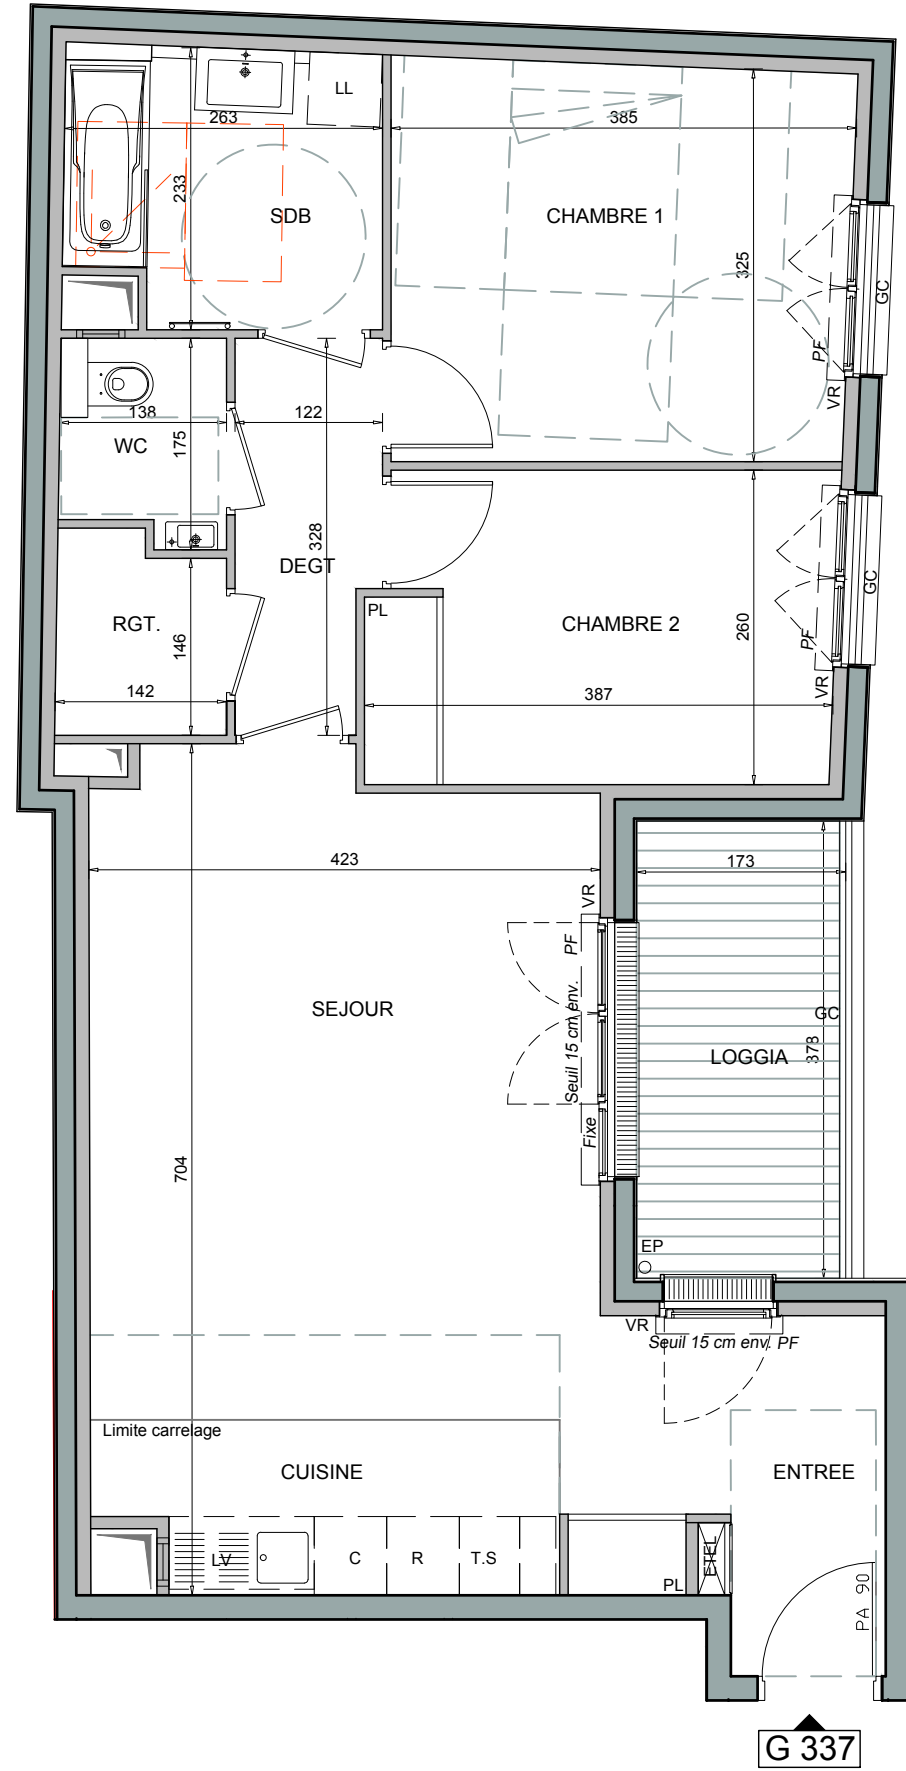 LL
263
385
233
SDB
CHAMBRE 1
325
GC
PF
VR
138
122
WC
175
328
DEGT
GC
PL
RGT.
CHAMBRE 2
260
146
PF
VR
142
387
423
173
VR
PF
SEJOUR
Seuil 15 cm env.
GC
LOGGIA
378
Fixe
704
EP
VR
Seuil 15 cm env. PF
Limite carrelage
CUISINE
ENTREE
LV
C
R
T.S
ETEL
PL
PA 90
G 337